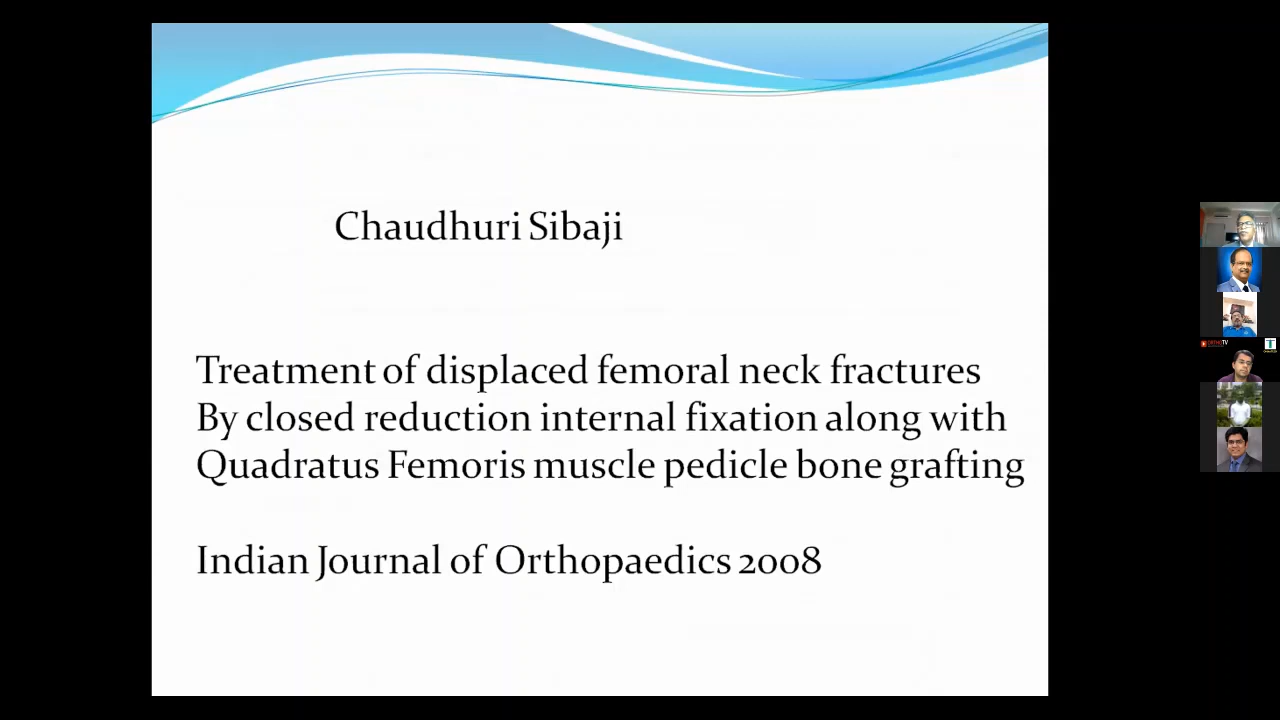 Chaudhuri Sibaji
Treatment of displaced femoral neck fractures
By closed reduction internal fixation along with
Quadratus Femoris muscle pedicle bone grafting
Indian Journal of Orthopaedics 2008
ORTHOTV